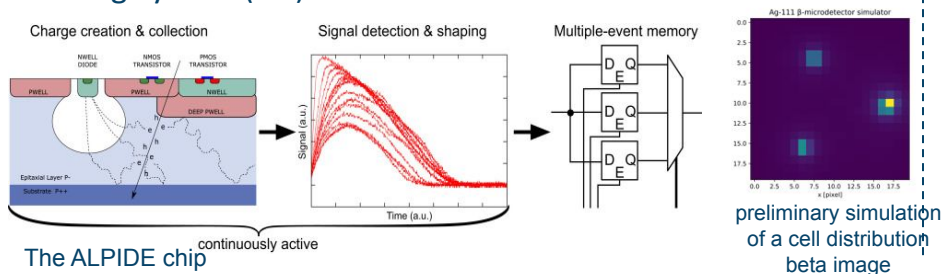 Charge creation & collection
Signal detection & shaping
Multiple-event memory
Ag-111 β-microdetector simulator
NWELL
DIODE
NMOS
TRANSISTOR
PMOS
TRANSISTOR
PWELL
PWELL
NWELL
DEEP PWELL
h
e
h
e
h
e
h
e
h
Epitaxial Layer P-
Substrate P++
Signal (a.u.)
Time (a.u.)
D Q
E
D Q
E
D Q
E
0.0
2.5
5.0
7.5
10.0
12.5
15.0
17.5
0.0 2.5 5.0 7.5 10.0 12.5 15.0 17.5
x [pixel]
continuously active
The ALPIDE chip
preliminary simulation
of a cell distribution
beta image